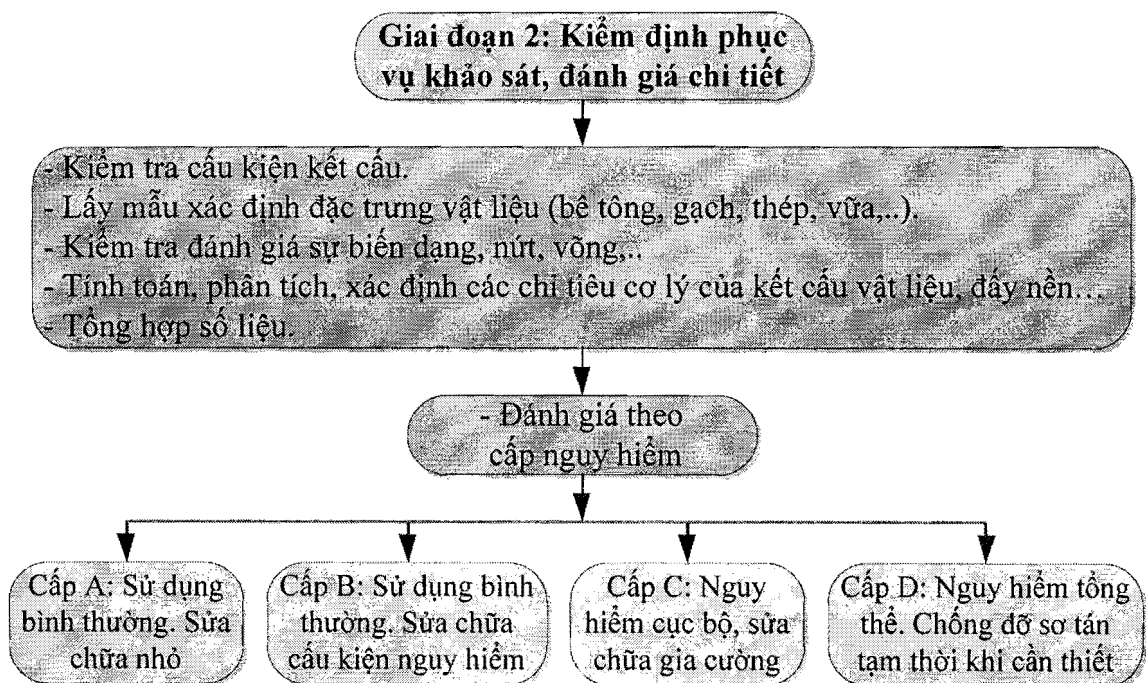 Giai đoạn 2: Kiểm định phục
vụ khảo sát, đánh giá chi tiết
- Kiểm tra cấu kiện kết cấu.
- Lấy mẫu xác định đặc trưng vật liệu (bê tông, gạch, thép, vữa,..).
- Kiểm tra đánh giá sự biến dạng, nứt, võng,..
- Tính toán, phân tích, xác định các chỉ tiêu cơ lý của kết cấu vật liệu, đấy nền…
- Tổng hợp số liệu.
- Đánh giá theo
cấp nguy hiểm
Cấp A: Sử dụng
bình thường. Sửa
chữa nhỏ
Cấp B: Sử dụng bình
thường. Sửa chữa
cấu kiện nguy hiểm
Cấp C: Nguy
hiểm cục bộ, sửa
chữa gia cường
Cấp D: Nguy hiểm tổng
thể. Chống đỡ sơ tán
tạm thời khi cần thiết